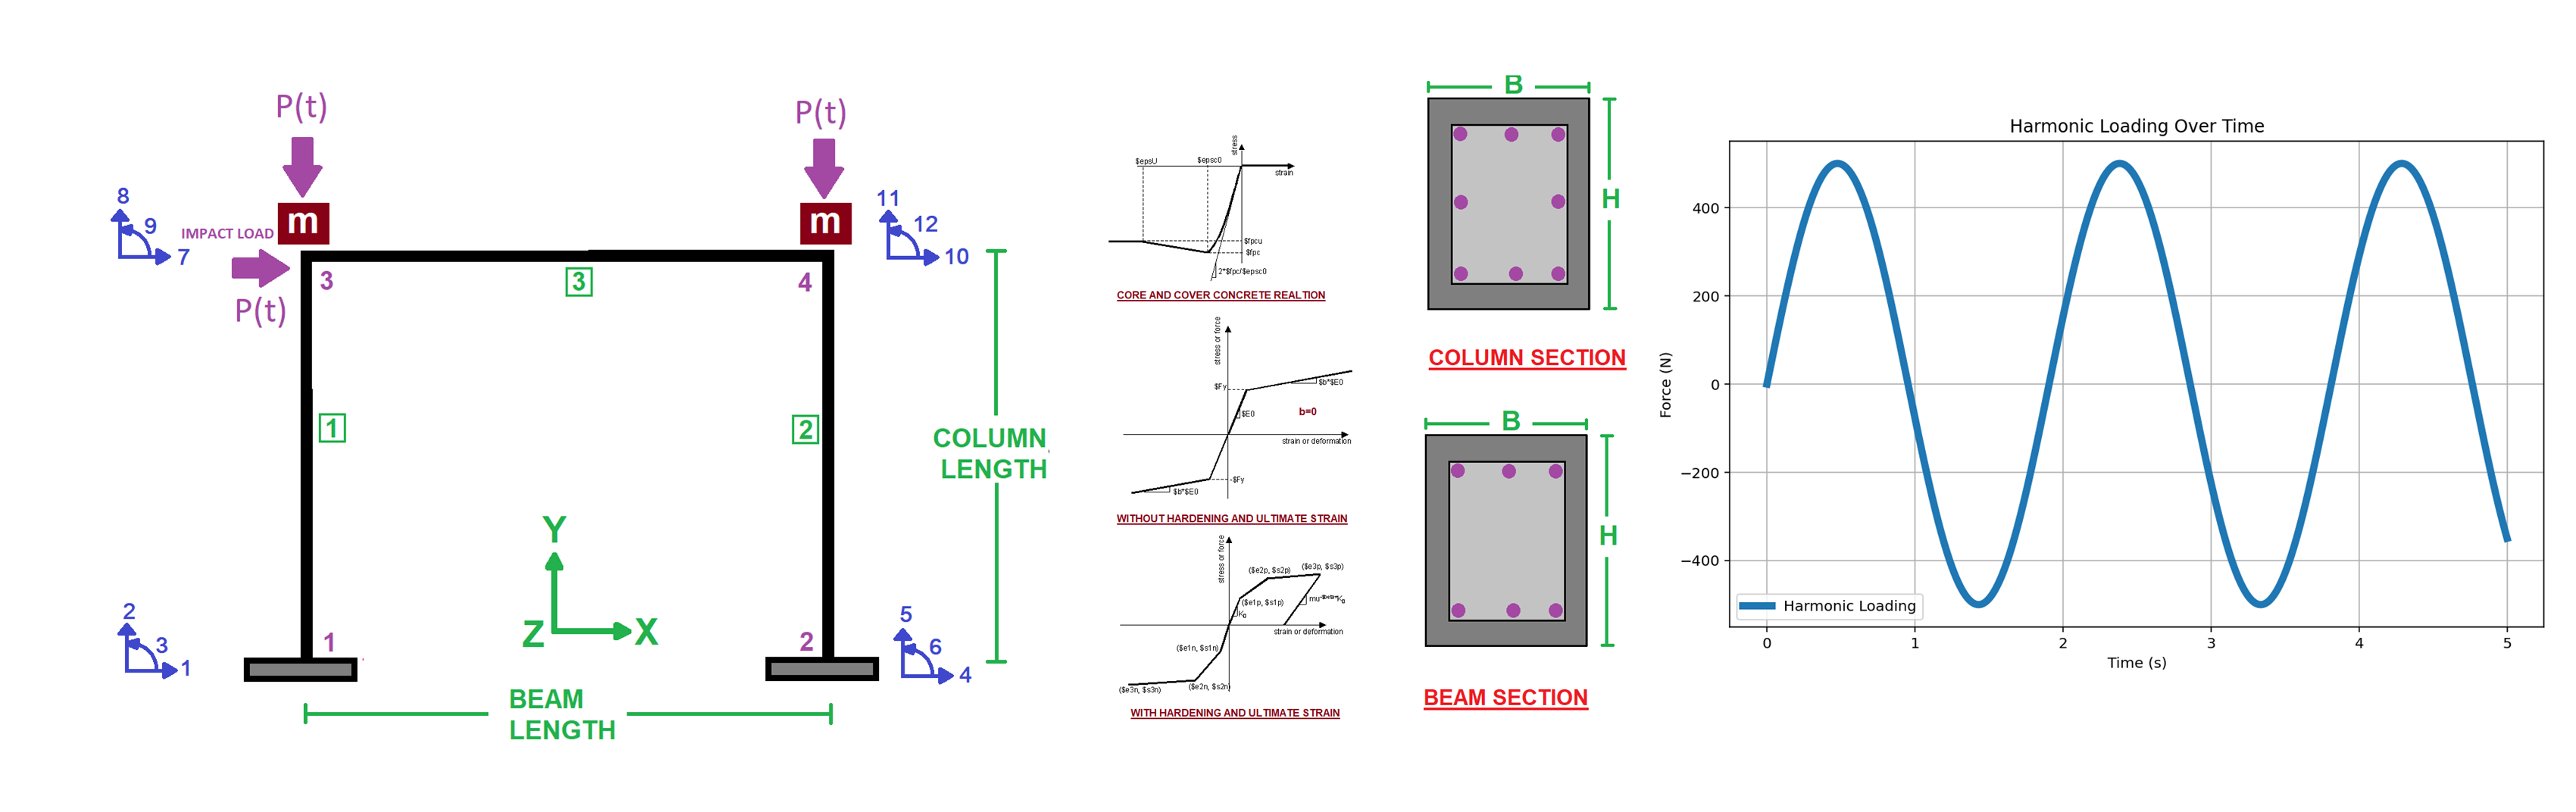 P(t)
P(t)
m
m
8
9
7
IMPACT LOAD
P(t)
11
12
10
3
4
3
1
2
COLUMN
LENGTH
Y
Z
X
2
3
1
1
2
5
6
4
BEAM
LENGTH
stress
$epsU
$epsc0
strain
$fpcu
$fpc
2*$fpc/$epsc0
CORE AND COVER CONCRETE REALTION
stress or force
$Fy
$b*$E0
$E0
b=0
strain or deformation
-$Fy
$b*$E0
WITHOUT HARDENING AND ULTIMATE STRAIN
stress or force
($e2p, $s2p)
($e3p, $s3p)
($e1p, $s1p)
strain or deformation
($e1n, $s1n)
($e3n, $s3n)
($e2n, $s2n)
WITH HARDENING AND ULTIMATE STRAIN
B
H
COLUMN SECTION
B
H
BEAM SECTION
Harmonic Loading Over Time
400
200
0
−200
−400
Force (N)
Harmonic Loading
0
1
2
3
4
5
Time (s)